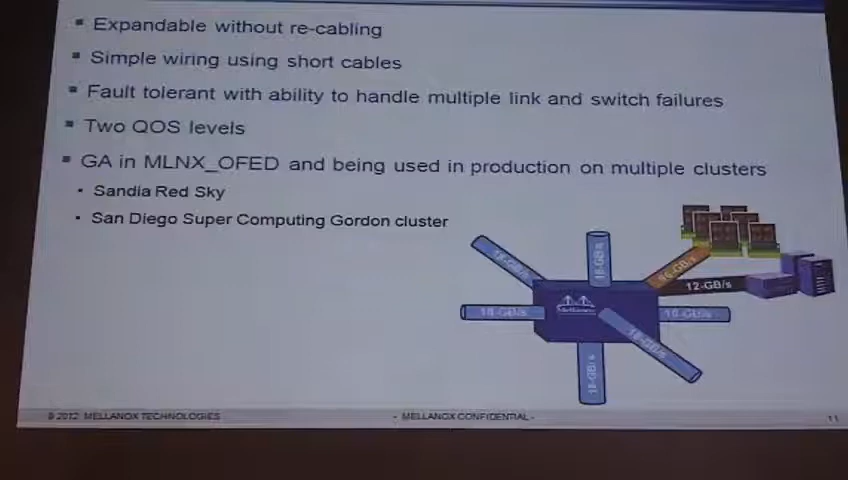 Expandable without re-cabling
Simple wiring using short cables
Fault tolerant with ability to handle multiple link and switch failures
Two QOS levels
GA in MLNX_OFED and being used in production on multiple clusters
Sandia Red Sky
San Diego Super Computing Gordon cluster
12-GB/s
© 2012 MELLANOX TECHNOLOGIES
- MELLANOX CONFIDENTIAL -
11